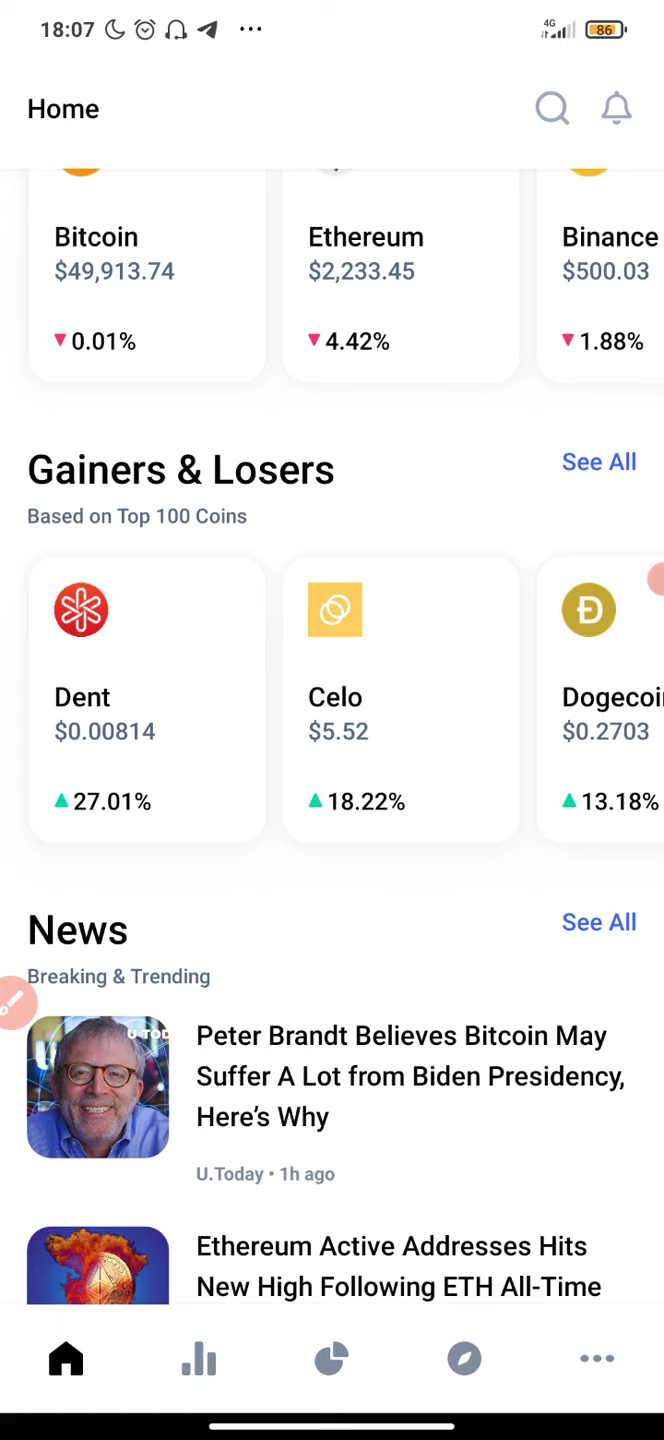 18:07
4G
86
Home
Bitcoin
Ethereum
Binance
$49,913.74
$2,233.45
$500.03
0.01%
4.42%
1.88%
Gainers & Losers
See All
Based on Top 100 Coins
Dent
Celo
Dogecoin
$0.00814
$5.52
$0.2703
27.01%
18.22%
13.18%
News
See All
Breaking & Trending
Peter Brandt Believes Bitcoin May
Suffer A Lot from Biden Presidency,
Here's Why
U.Today • 1h ago
Ethereum Active Addresses Hits
New High Following ETH All-Time